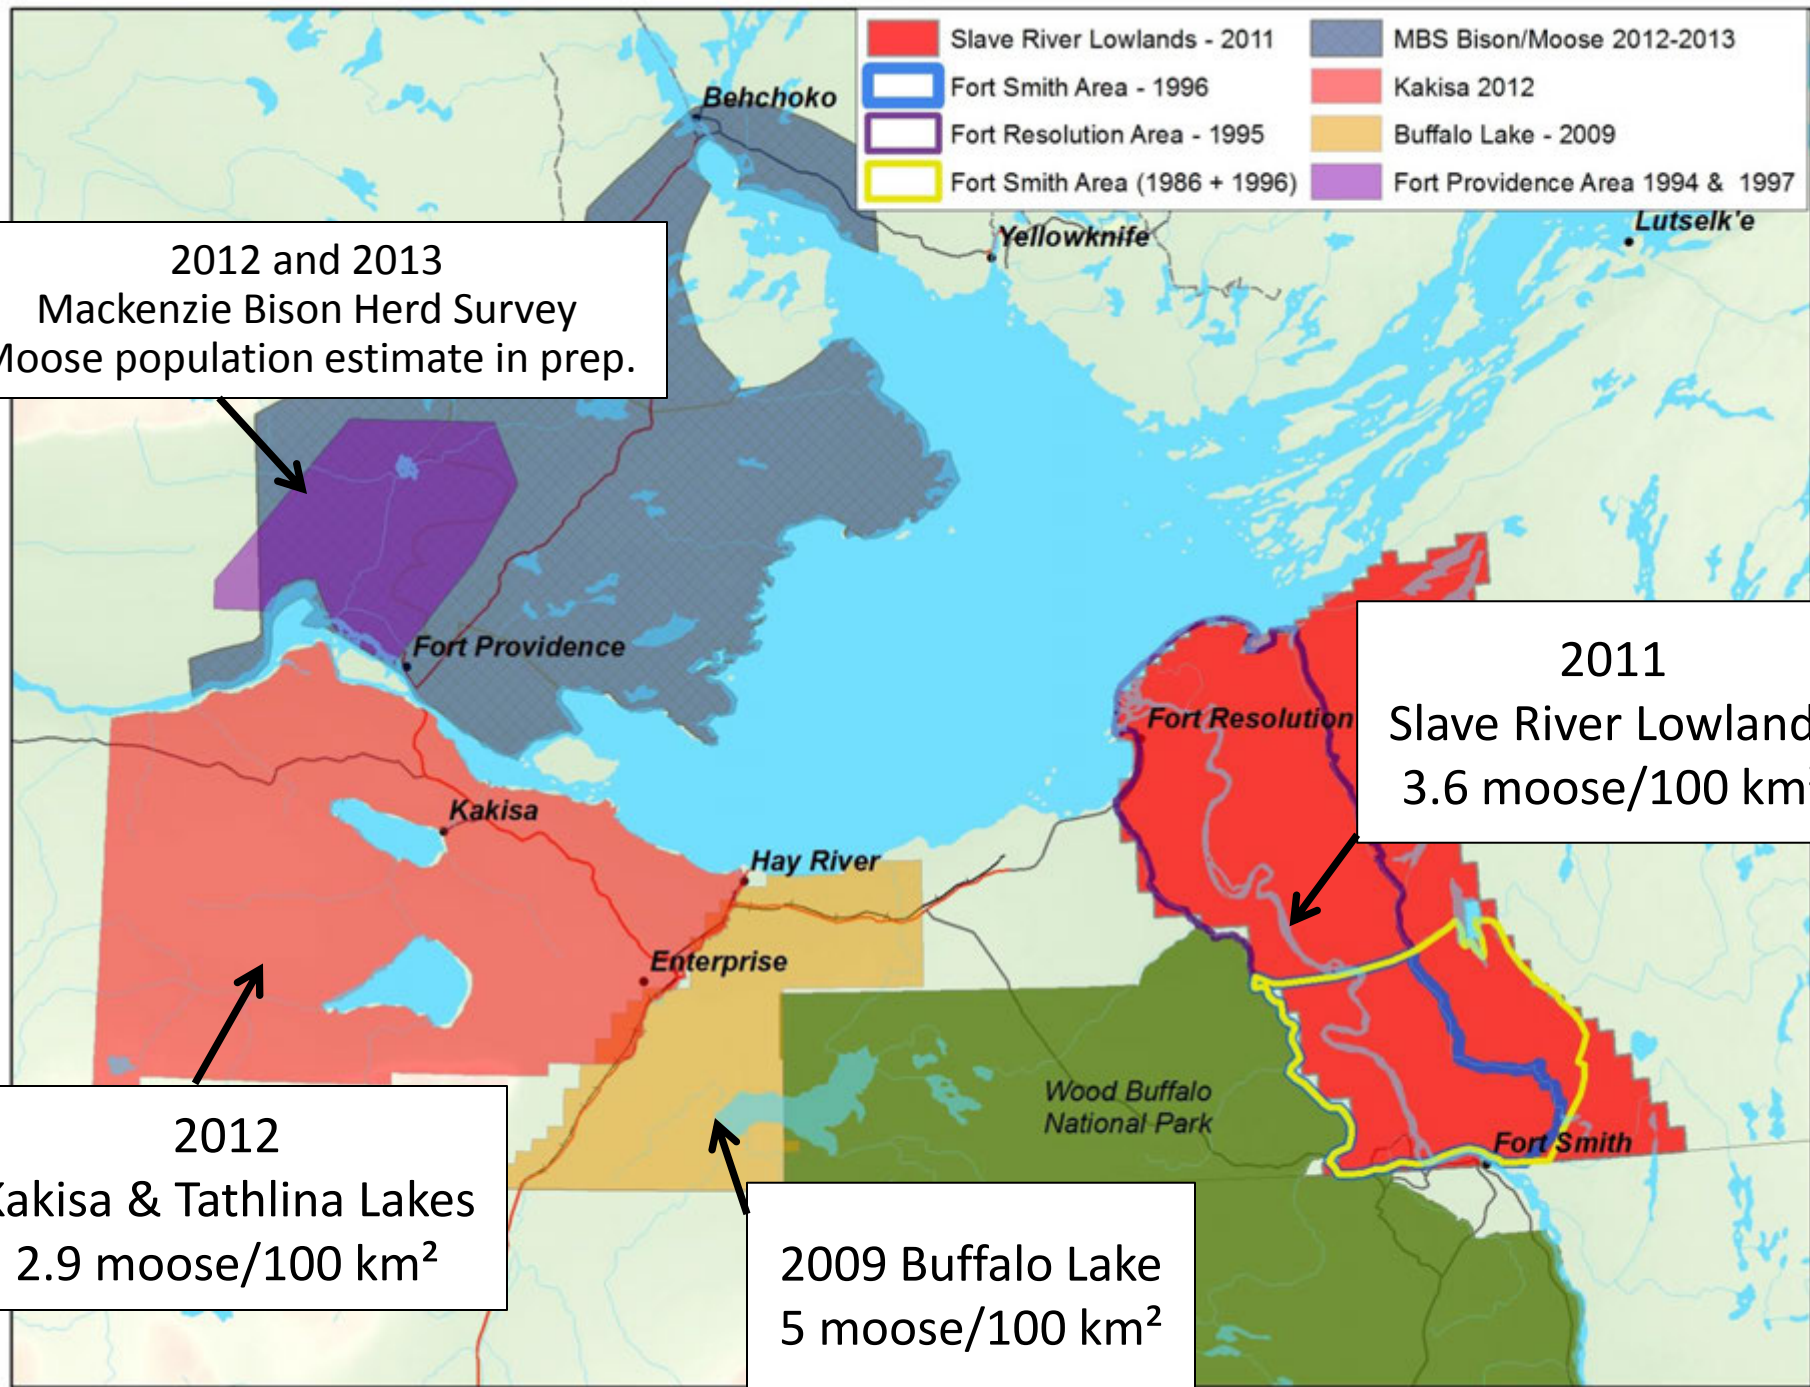 Slave River Lowlands - 2011
Fort Smith Area - 1996
Fort Resolution Area - 1995
Fort Smith Area (1986 + 1996)
MBS Bison/Moose 2012-2013
Kakisa 2012
Buffalo Lake - 2009
Fort Providence Area 1994 & 1997
Behchoko
Yellowknife
Lutselk'e
2012 and 2013
Mackenzie Bison Herd Survey
Moose population estimate in prep.
Fort Providence
2011
Slave River Lowland
3.6 moose/100 km²
Fort Resolution
Kakisa
Hay River
Enterprise
Wood Buffalo
National Park
Fort Smith
2012
Kakisa & Tathlina Lakes
2.9 moose/100 km²
2009 Buffalo Lake
5 moose/100 km²